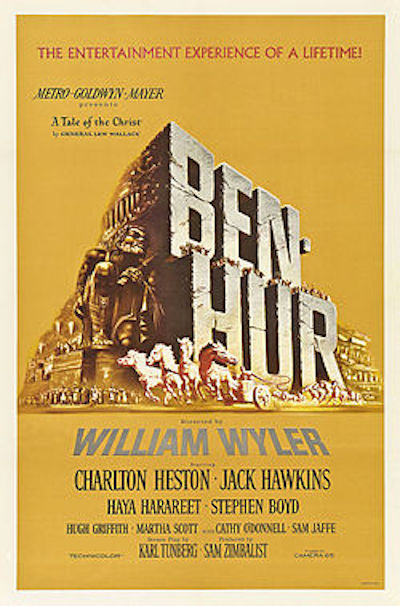 THE ENTERTAINMENT EXPERIENCE OF A LIFETIME!
METRO-GOLDWYN-MAYER
presents
A Tale of the Christ
by GENERAL LEW WALLACE
BEN-
HUR
Directed by
WILLIAM WYLER
Starring
CHARLTON HESTON · JACK HAWKINS
HAYA HARAREET · STEPHEN BOYD
HUGH GRIFFITH · MARTHA SCOTT with CATHY O'DONNELL · SAM JAFFE
TECHNICOLOR®
Screen Play by
KARL TUNBERG ·
Produced by
SAM ZIMBALIST
CAMERA 65